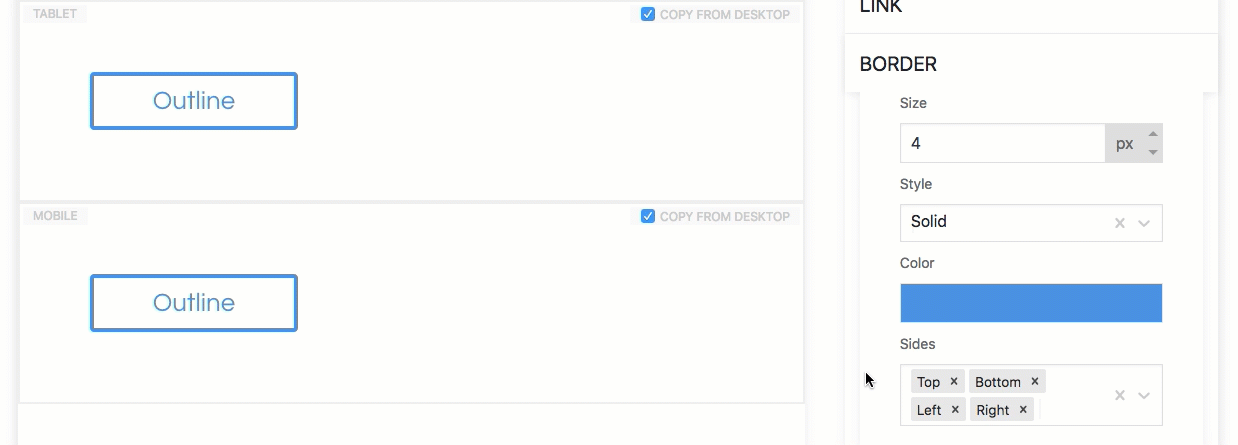 TABLET
COPY FROM DESKTOP
Outline
MOBILE
COPY FROM DESKTOP
Outline
LINK
BORDER
Size
4 px
Style
Solid
Color
Sides
Top × Bottom ×
Left × Right ×